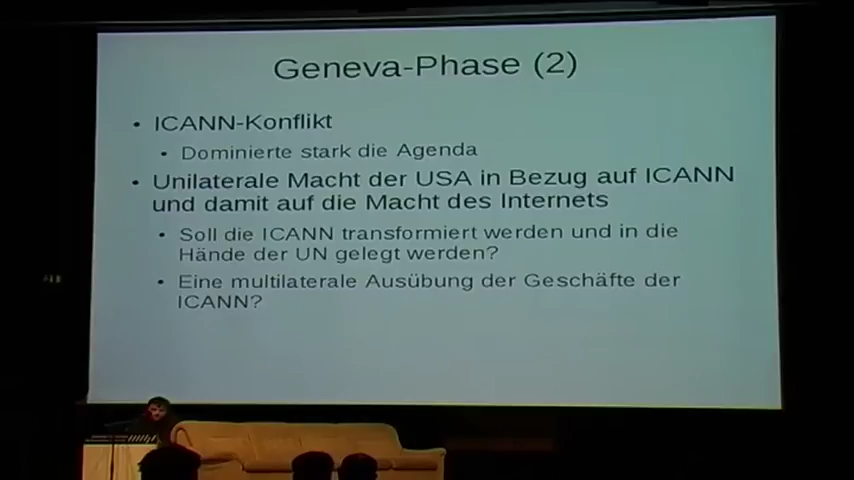 Geneva-Phase (2)
• ICANN-Konflikt
• Dominierte stark die Agenda
• Unilaterale Macht der USA in Bezug auf ICANN
und damit auf die Macht des Internets
• Soll die ICANN transformiert werden und in die
Hände der UN gelegt werden?
• Eine multilaterale Ausübung der Geschäfte der
ICANN?